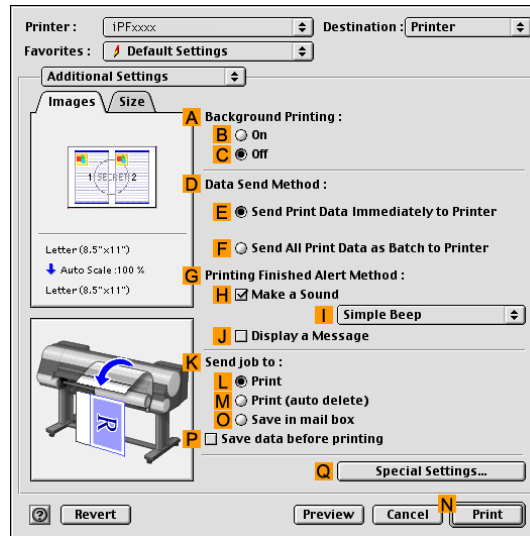 Printer : iPFxxxx Destination : Printer
Favorites : Default Settings
Additional Settings
Images Size
1 SECRET 2
Letter (8.5"x11")
Auto Scale :100 %
Letter (8.5"x11")
R
A Background Printing :
B On
C Off
D Data Send Method :
E Send Print Data Immediately to Printer
F Send All Print Data as Batch to Printer
G Printing Finished Alert Method :
H Make a Sound
I Simple Beep
J Display a Message
K Send job to :
L Print
M Print (auto delete)
O Save in mail box
P Save data before printing
Q Special Settings...
? Revert Preview Cancel N Print